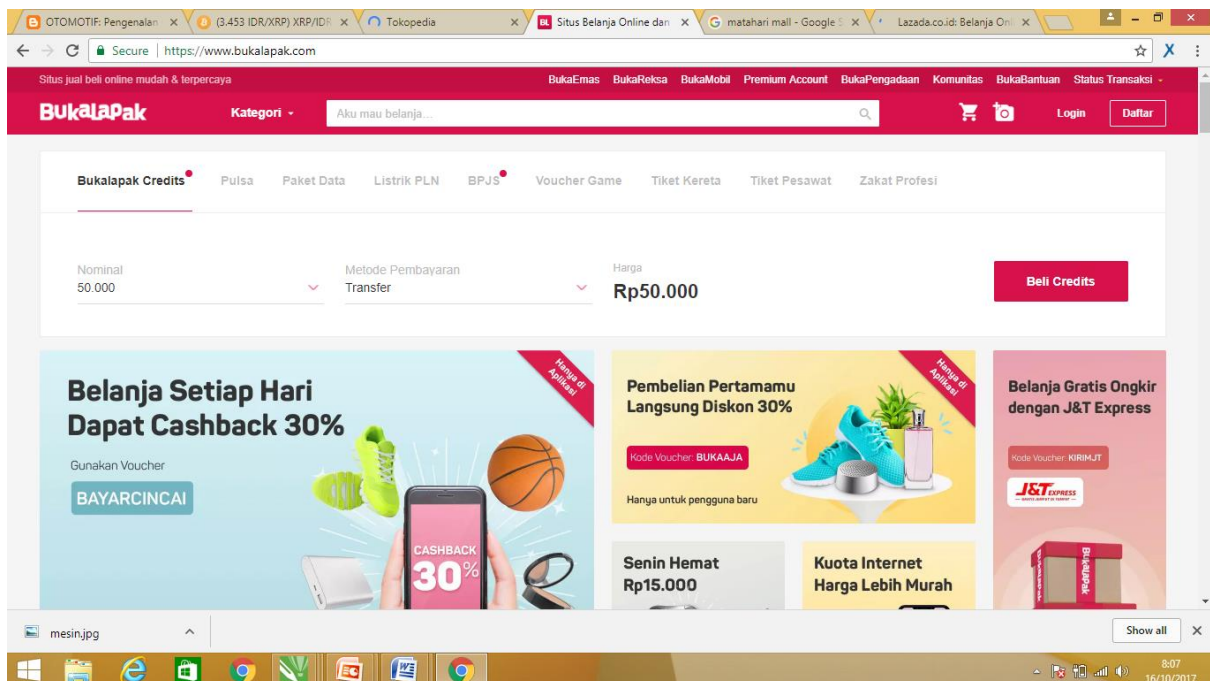 OTOMOTIF: Pengenalan
(3.453 IDR/XRP) XRP/IDR
Tokopedia
BL Situs Belanja Online dan
G matahari mall - Google S
Lazada.co.id: Belanja Onl
Secure https://www.bukalapak.com
Situs jual beli online mudah & terpercaya
BukaEmas BukaReksa BukaMobil Premium Account BukaPengadaan Komunitas BukaBantuan Status Transaksi
BukaLapak
Kategori
Aku mau belanja...
Login
Daftar
Bukalapak Credits Pulsa Paket Data Listrik PLN BPJS Voucher Game Tiket Kereta Tiket Pesawat Zakat Profesi
Nominal
50.000
Metode Pembayaran
Transfer
Harga
Rp50.000
Beli Credits
Belanja Setiap Hari
Dapat Cashback 30%
Gunakan Voucher
BAYARCINCAI
Hanya di
Aplikasi
CASHBACK
30%
Pembelian Pertamamu
Langsung Diskon 30%
Kode Voucher: BUKAAJA
Hanya untuk pengguna baru
Hanya di
Aplikasi
Belanja Gratis Ongkir
dengan J&T Express
Kode Voucher: KIRIMJT
J&T EXPRESS
Bukalapak
Senin Hemat
Rp15.000
Kuota Internet
Harga Lebih Murah
mesin.jpg
Show all
8:07
16/10/2017